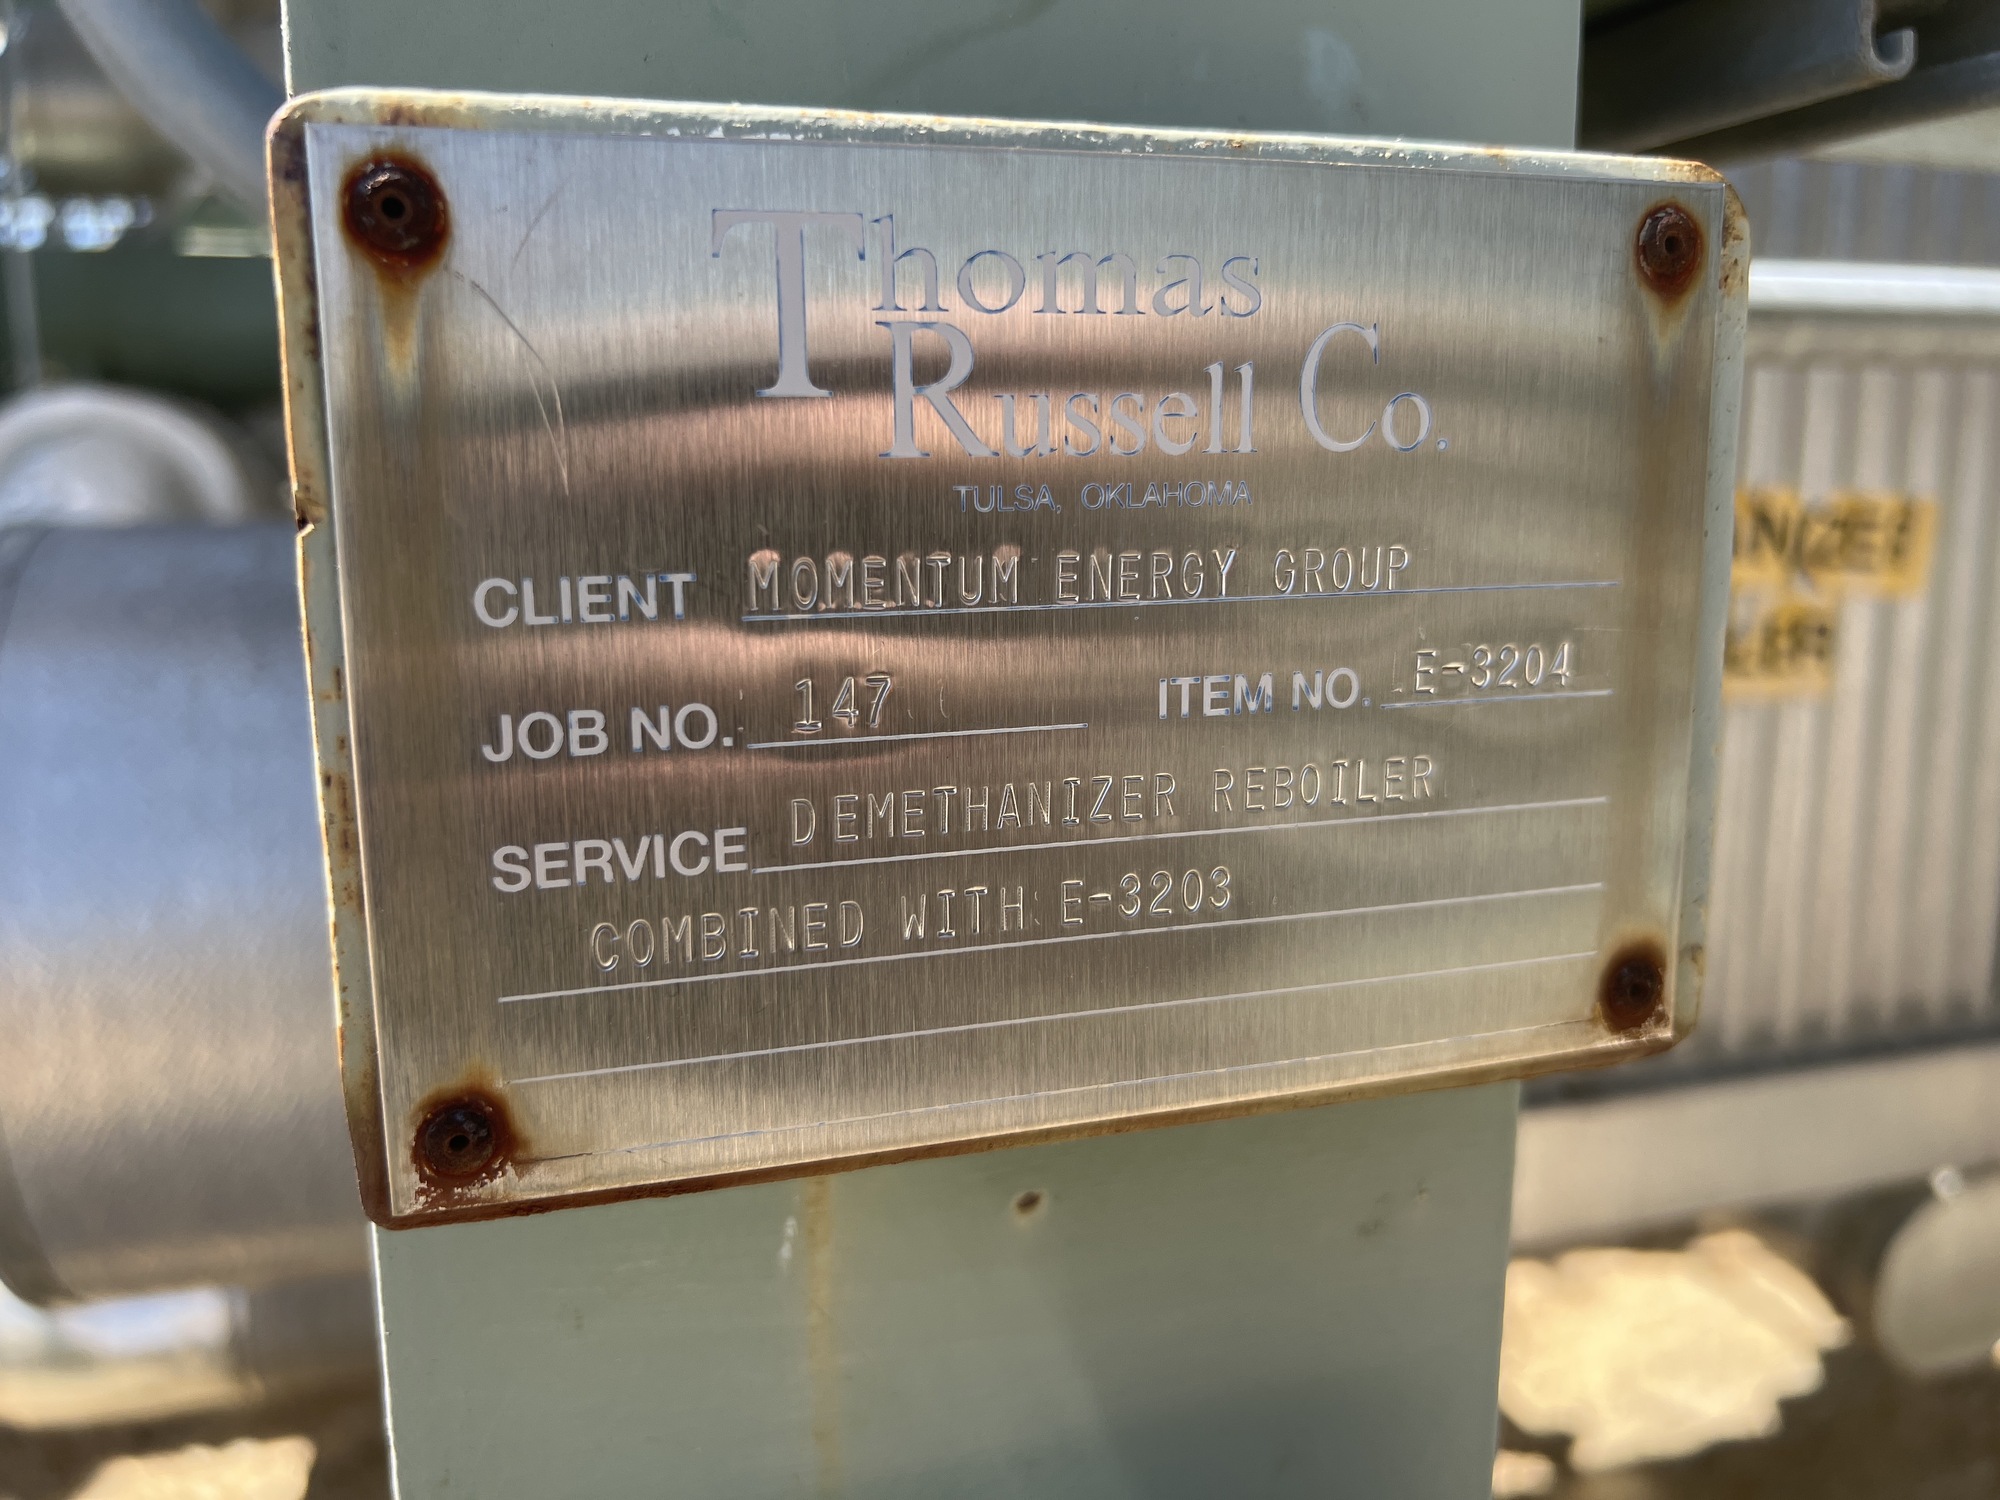 Thomas
Russell Co.
TULSA, OKLAHOMA
CLIENT MOMENTUM ENERGY GROUP
JOB NO. 147 ITEM NO. E-3204
SERVICE DEMETHANIZER REBOILER
COMBINED WITH E-3203